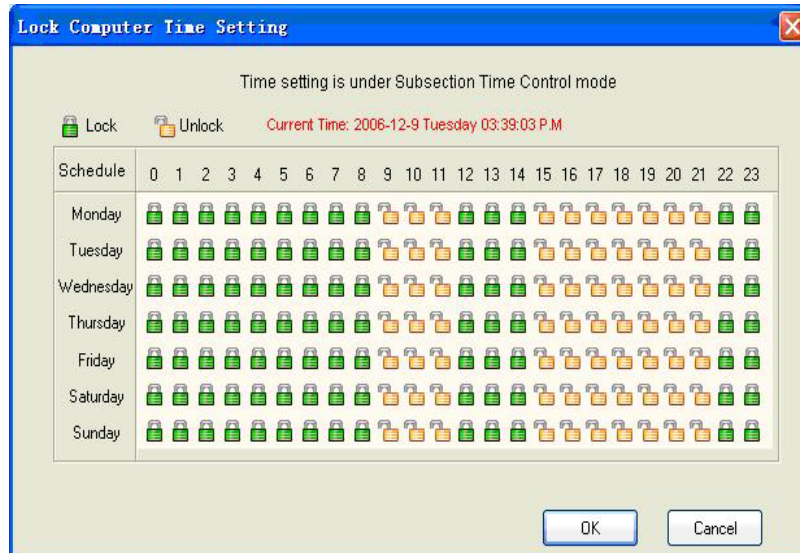 Lock Computer Time Setting
Time setting is under Subsection Time Control mode
Lock Unlock Current Time: 2006-12-9 Tuesday 03:39:03 P.M
Schedule 0 1 2 3 4 5 6 7 8 9 10 11 12 13 14 15 16 17 18 19 20 21 22 23
Monday
Tuesday
Wednesday
Thursday
Friday
Saturday
Sunday
OK Cancel